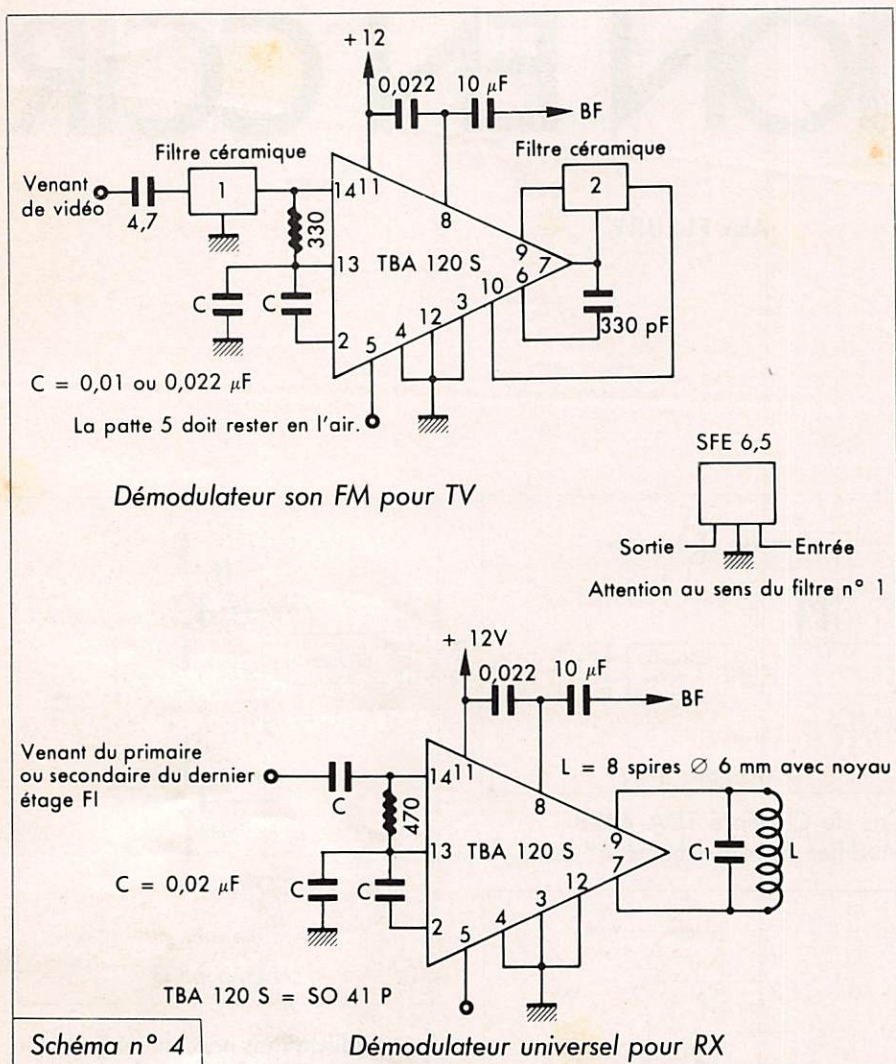 +12
0,022 10 µF
BF
Filtre céramique
1
Venant
de vidéo
4,7
330
14 11
8
13
TBA 120 S
C
C
2
5
4
12
3
10
6
9
7
Filtre céramique
2
330 pF
C = 0,01 ou 0,022 µF
La patte 5 doit rester en l'air.
Démodulateur son FM pour TV
SFE 6,5
Sortie Entrée
Attention au sens du filtre n° 1
+ 12V
0,022 10 µF
BF
Venant du primaire
ou secondaire du dernier
étage FI
C
470
14 11
8
L = 8 spires Ø 6 mm avec noyau
13
TBA 120 S
9
7
C1
L
C = 0,02 µF
C
C
2
5
4
3
12
TBA 120 S = SO 41 P
Schéma n° 4
Démodulateur universel pour RX